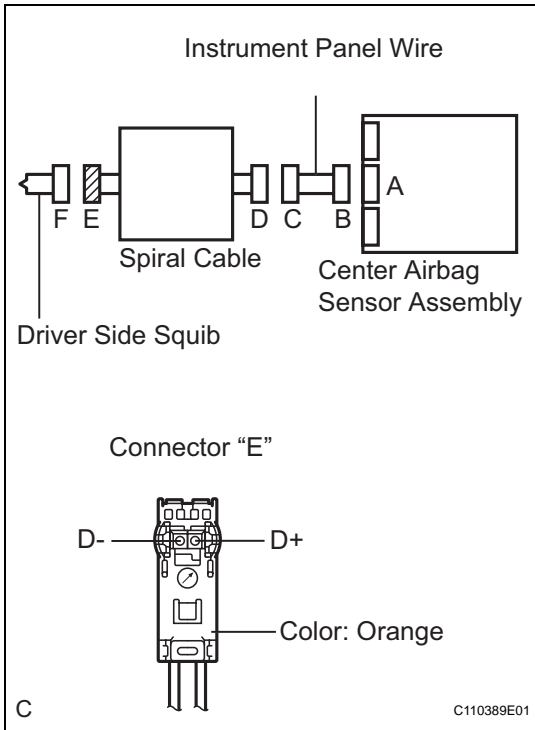 Instrument Panel Wire
A
F E D C B
Spiral Cable
Center Airbag
Sensor Assembly
Driver Side Squib
Connector “E”
D- D+
Color: Orange
C C110389E01